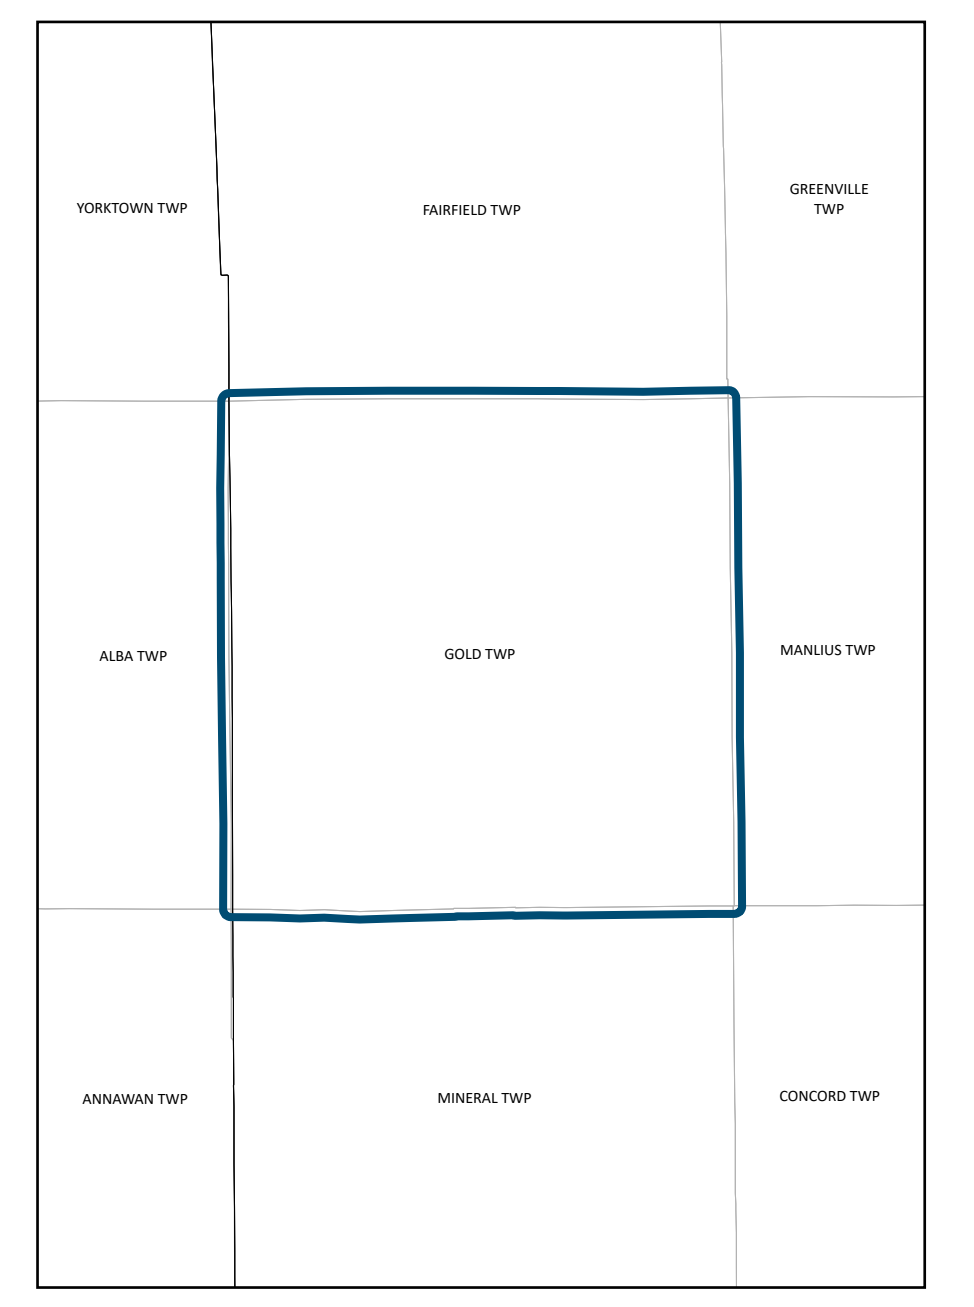 YORKTOWN TWP
FAIRFIELD TWP
GREENVILLE
TWP
ALBA TWP
GOLD TWP
MANLIUS TWP
ANNAWAN TWP
MINERAL TWP
CONCORD TWP